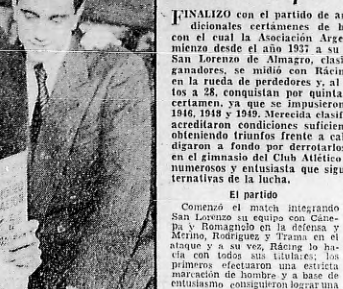 FINALIZO con el partido de an
dicionales certámenes de b
con el cual la Asociación Arge
mienzo desde el año 1937 a su
San Lorenzo de Almagro, clasi
ganadores, se midió con Rácin
en la rueda de perdedores y, al
tos a 28, conquistan por quinta
certamen, ya que se impusieron
1946, 1948 y 1949. Merecida clasif
acreditaron condiciones suficien
obteniendo triunfos frente a cal
digaron a fondo por derrotarlos
en el gimnasio del Club Atlético
numerosos y entusiasta que sigu
ternativas de la lucha.
El partido
Comenzó el match integrando
San Lorenzo su equipo con Cáne-
pa y Romagnolo en la defensa y
Merino, Rodríguez y Trama en el
ataque y a su vez, Rácing lo ha-
cía con todos sus titulares; los
primeros efectuaron una estricta
marcación de hombre y a base de
entusiasmo consiguieron lograr una